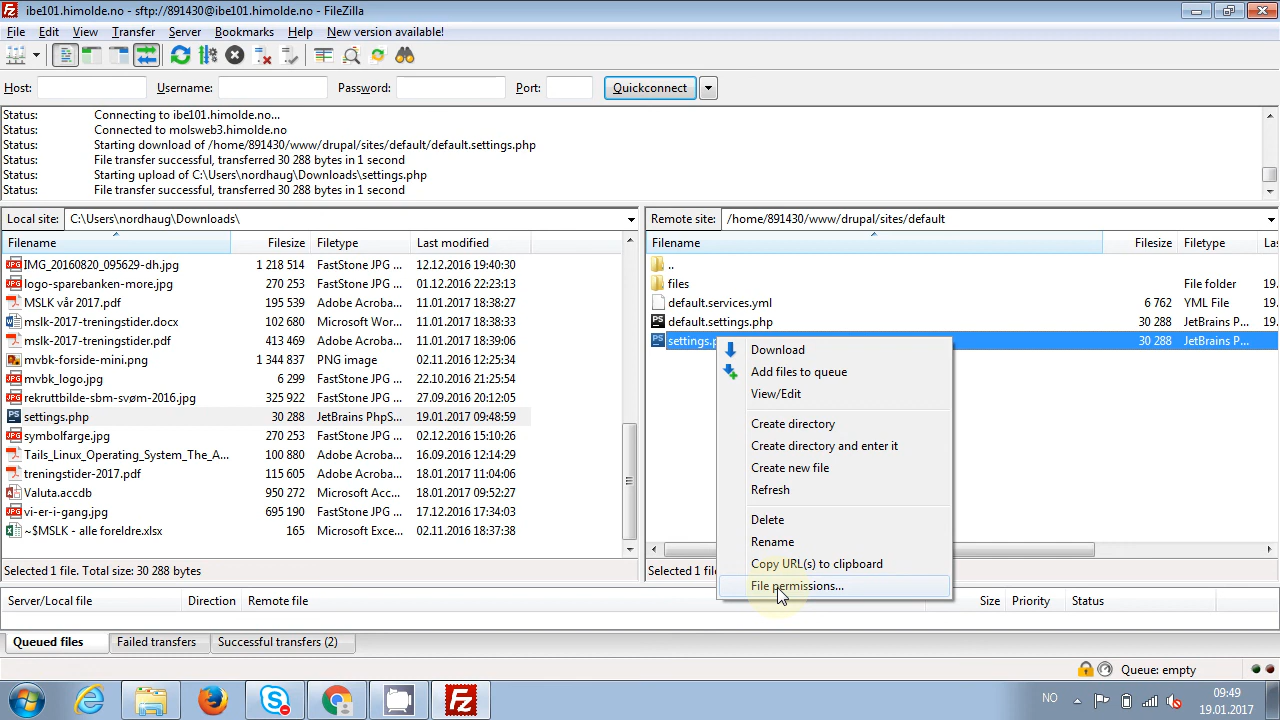 ibe101.himolde.no - sftp://891430@ibe101.himolde.no - FileZilla
File Edit View Transfer Server Bookmarks Help New version available!
Host: Username: Password: Port: Quickconnect
Status: Connecting to ibe101.himolde.no...
Status: Connected to molsweb3.himolde.no
Status: Starting download of /home/891430/www/drupal/sites/default/default.settings.php
Status: File transfer successful, transferred 30 288 bytes in 1 second
Status: Starting upload of C:\Users\nordhaug\Downloads\settings.php
Status: File transfer successful, transferred 30 288 bytes in 1 second
Local site: C:\Users\nordhaug\Downloads\
Filename Filesize Filetype Last modified
IMG_20160820_095629-dh.jpg 1 218 514 FastStone JPG ... 12.12.2016 19:40:30
logo-sparebanken-more.jpg 270 253 FastStone JPG ... 01.12.2016 22:23:13
MSLK vår 2017.pdf 195 539 Adobe Acroba... 11.01.2017 18:38:27
mslk-2017-treningstider.docx 102 680 Microsoft Wor... 11.01.2017 18:38:33
mslk-2017-treningstider.pdf 413 469 Adobe Acroba... 11.01.2017 18:38:39
mvbk-forside-mini.png 1 344 837 PNG image 02.11.2016 12:25:34
mvbk_logo.jpg 6 299 FastStone JPG ... 22.10.2016 21:25:57
rekruttbilde-sbm-svøm-2016.jpg 325 922 FastStone JPG ... 27.09.2016 20:12:05
settings.php 30 288 JetBrains PhpS... 19.01.2017 09:48:59
symbolfarge.jpg 270 253 FastStone JPG ... 02.12.2016 15:10:26
Tails_Linux_Operating_System_The_A... 100 880 Microsoft Wor... 16.09.2016 12:14:29
treningstider-2017.pdf 115 605 Adobe Acroba... 18.01.2017 11:04:06
Valuta.accdb 950 272 Microsoft Acc... 18.01.2017 09:52:27
vi-er-i-gang.jpg 695 190 FastStone JPG ... 17.12.2016 17:34:03
~$MSLK - alle foreldre.xlsx 165 Microsoft Exce... 02.11.2016 18:37:38
Selected 1 file. Total size: 30 288 bytes
Remote site: /home/891430/www/drupal/sites/default
Filename Filesize Filetype Las
..
files File folder 19.
default.services.yml 6 762 YML File 19.
default.settings.php 30 288 JetBrains P... 19.
settings.p 30 288 JetBrains P...
Download
Add files to queue
View/Edit
Create directory
Create directory and enter it
Create new file
Refresh
Delete
Rename
Copy URL(s) to clipboard
File permissions...
Selected 1
Server/Local file Direction Remote file Size Priority Status
Queued files Failed transfers Successful transfers (2)
Queue: empty
NO 09:49
19.01.2017